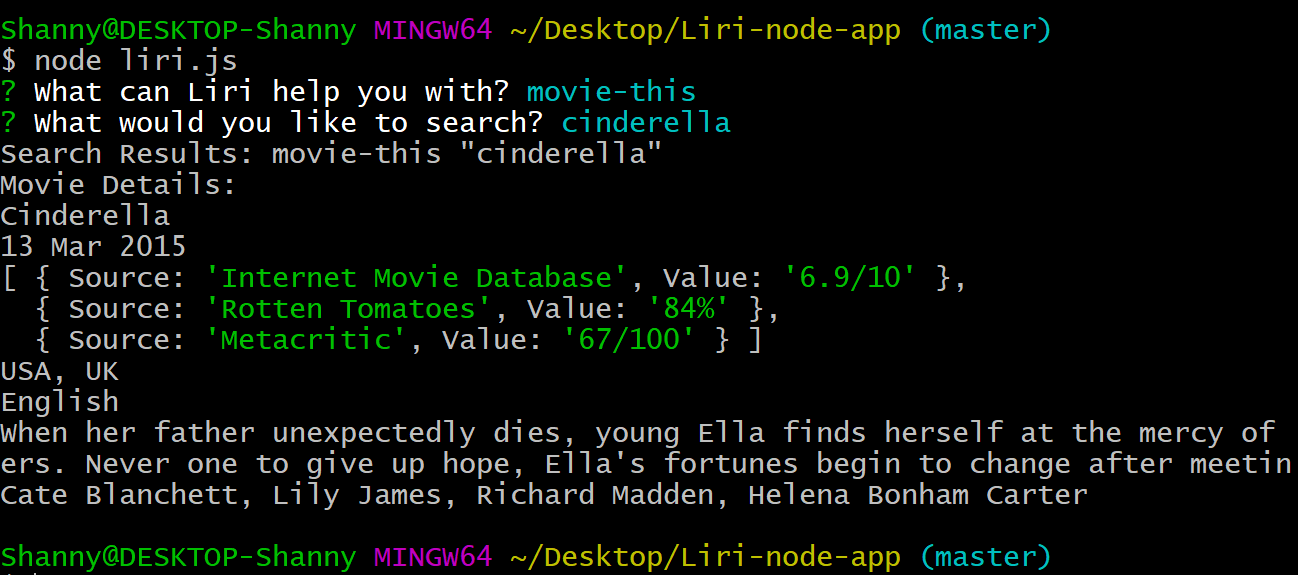 Shanny@DESKTOP-Shanny MINGW64 ~/Desktop/Liri-node-app (master)
$ node liri.js
? What can Liri help you with? movie-this
? What would you like to search? cinderella
Search Results: movie-this "cinderella"
Movie Details:
Cinderella
13 Mar 2015
[ { Source: 'Internet Movie Database', Value: '6.9/10' },
  { Source: 'Rotten Tomatoes', Value: '84%' },
  { Source: 'Metacritic', Value: '67/100' } ]
USA, UK
English
When her father unexpectedly dies, young Ella finds herself at the mercy of
ers. Never one to give up hope, Ella's fortunes begin to change after meetin
Cate Blanchett, Lily James, Richard Madden, Helena Bonham Carter
Shanny@DESKTOP-Shanny MINGW64 ~/Desktop/Liri-node-app (master)